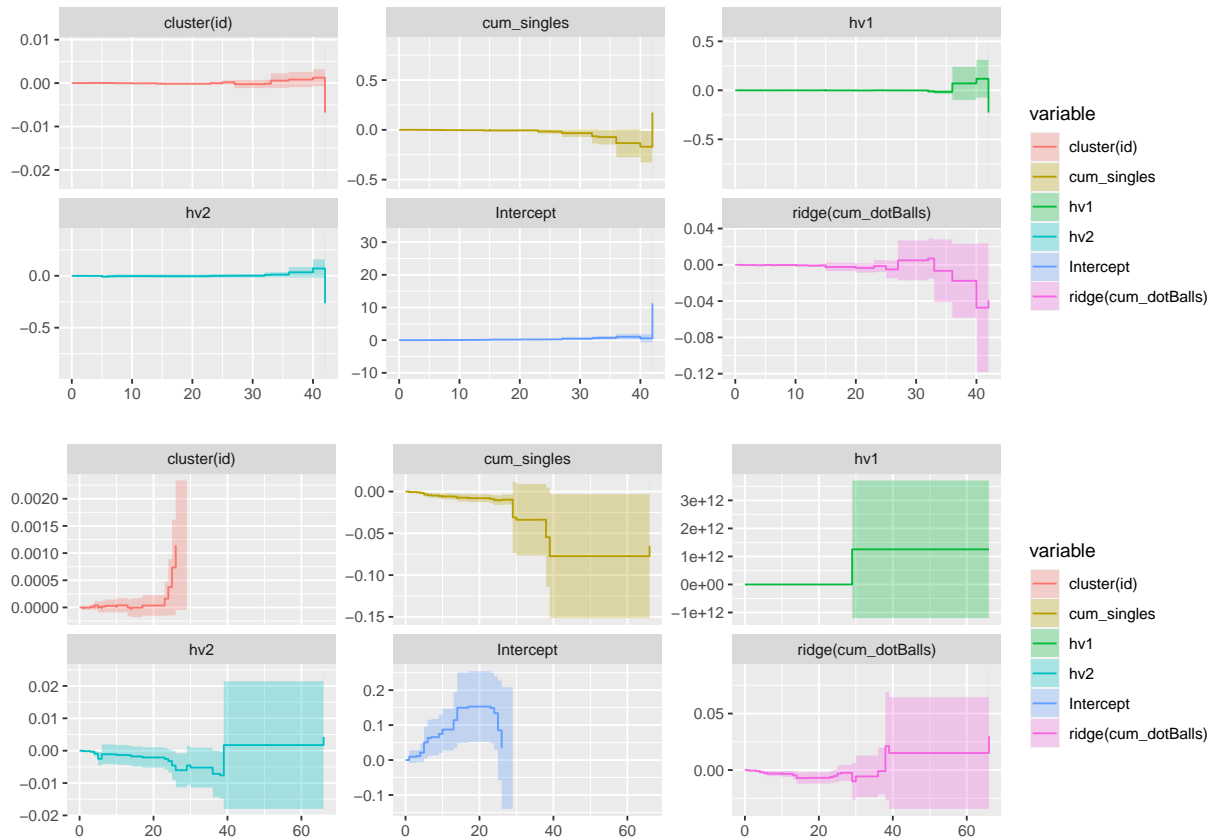 cluster(id) cum_singles hv1
0.01
0.00
−0.01
−0.02
0.5
0.0
−0.5
0.5
0.0
−0.5
hv2 Intercept ridge(cum_dotBalls)
0.0
−0.5
30
20
10
0
−10
0.04
0.00
−0.04
−0.08
−0.12
0 10 20 30 40 0 10 20 30 40 0 10 20 30 40
variable
cluster(id)
cum_singles
hv1
hv2
Intercept
ridge(cum_dotBalls)
cluster(id) cum_singles hv1
0.0020
0.0015
0.0010
0.0005
0.0000
0.00
−0.05
−0.10
−0.15
3e+12
2e+12
1e+12
0e+00
−1e+12
hv2 Intercept ridge(cum_dotBalls)
0.02
0.01
0.00
−0.01
−0.02
0.2
0.1
0.0
−0.1
0.05
0.00
0 20 40 60 0 20 40 60 0 20 40 60
variable
cluster(id)
cum_singles
hv1
hv2
Intercept
ridge(cum_dotBalls)